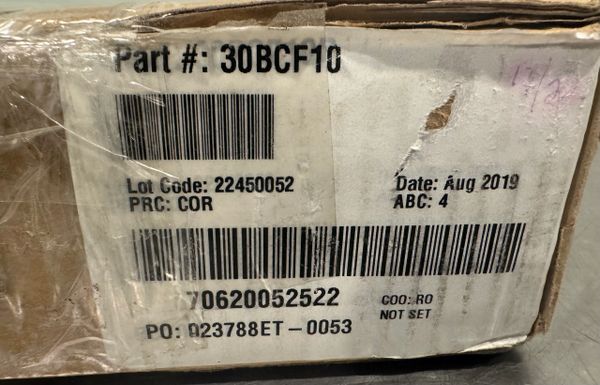 Part #: 30BCF10
Lot Code: 22450052
Date: Aug 2019
PRC: COR
ABC: 4
70620052522
COO: RO
NOT SET
PO: 023788ET-0053